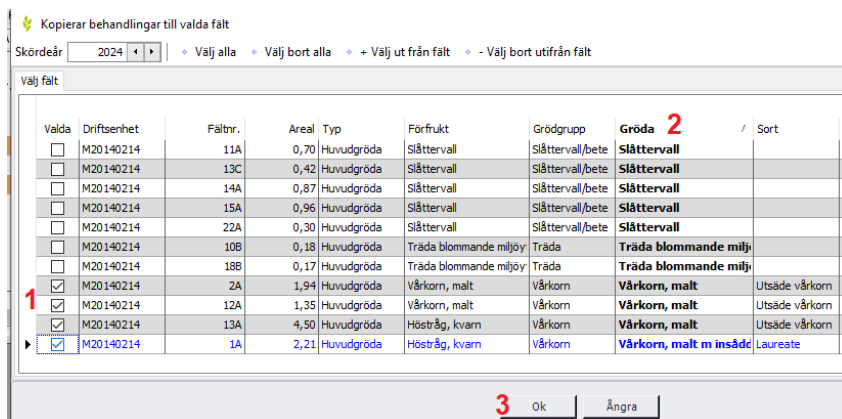 Kopierar behandlingar till valda fält
Skördeår 2024 Välj alla Välj bort alla + Välj ut från fält - Välj bort utifrån fält
Välj fält
Valda Driftsenhet Fältnr. Areal Typ Förfrukt Grödgrupp Gröda 2 Sort
M20140214 11A 0,70 Huvudgröda Slåttervall Slåttervall/bete Slåttervall
M20140214 13C 0,42 Huvudgröda Slåttervall Slåttervall/bete Slåttervall
M20140214 14A 0,87 Huvudgröda Slåttervall Slåttervall/bete Slåttervall
M20140214 15A 0,96 Huvudgröda Slåttervall Slåttervall/bete Slåttervall
M20140214 22A 0,30 Huvudgröda Slåttervall Slåttervall/bete Slåttervall
M20140214 10B 0,18 Huvudgröda Träda blommande miljöy Träda Träda blommande milj
M20140214 18B 0,17 Huvudgröda Träda blommande miljöy Träda Träda blommande milj
M20140214 2A 1,94 Huvudgröda Vårkorn, malt Vårkorn Vårkorn, malt Utsäde vårkorn
1 M20140214 12A 1,35 Huvudgröda Vårkorn, malt Vårkorn Vårkorn, malt Utsäde vårkorn
M20140214 13A 4,50 Huvudgröda Höstråg, kvarn Vårkorn Vårkorn, malt Utsäde vårkorn
M20140214 1A 2,21 Huvudgröda Höstråg, kvarn Vårkorn Vårkorn, malt m insådd Laureate
3 Ok Ångra